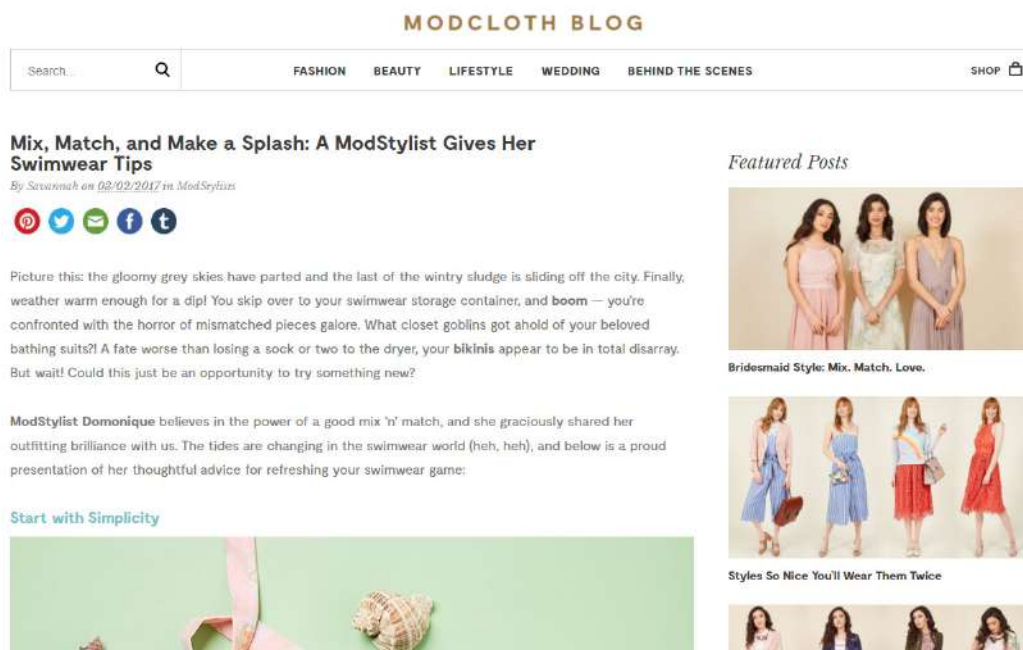 MODCLOTH BLOG
Search...
FASHION BEAUTY LIFESTYLE WEDDING BEHIND THE SCENES
SHOP
Mix, Match, and Make a Splash: A ModStylist Gives Her
Swimwear Tips
By Savannah on 03/02/2017 in ModStylists
Picture this: the gloomy grey skies have parted and the last of the wintry sludge is sliding off the city. Finally,
weather warm enough for a dip! You skip over to your swimwear storage container, and boom — you're
confronted with the horror of mismatched pieces galore. What closet goblins got ahold of your beloved
bathing suits?! A fate worse than losing a sock or two to the dryer, your bikinis appear to be in total disarray.
But wait! Could this just be an opportunity to try something new?
ModStylist Domonique believes in the power of a good mix 'n' match, and she graciously shared her
outfitting brilliance with us. The tides are changing in the swimwear world (heh, heh), and below is a proud
presentation of her thoughtful advice for refreshing your swimwear game:
Start with Simplicity
Featured Posts
Bridesmaid Style: Mix. Match. Love.
Styles So Nice You'll Wear Them Twice